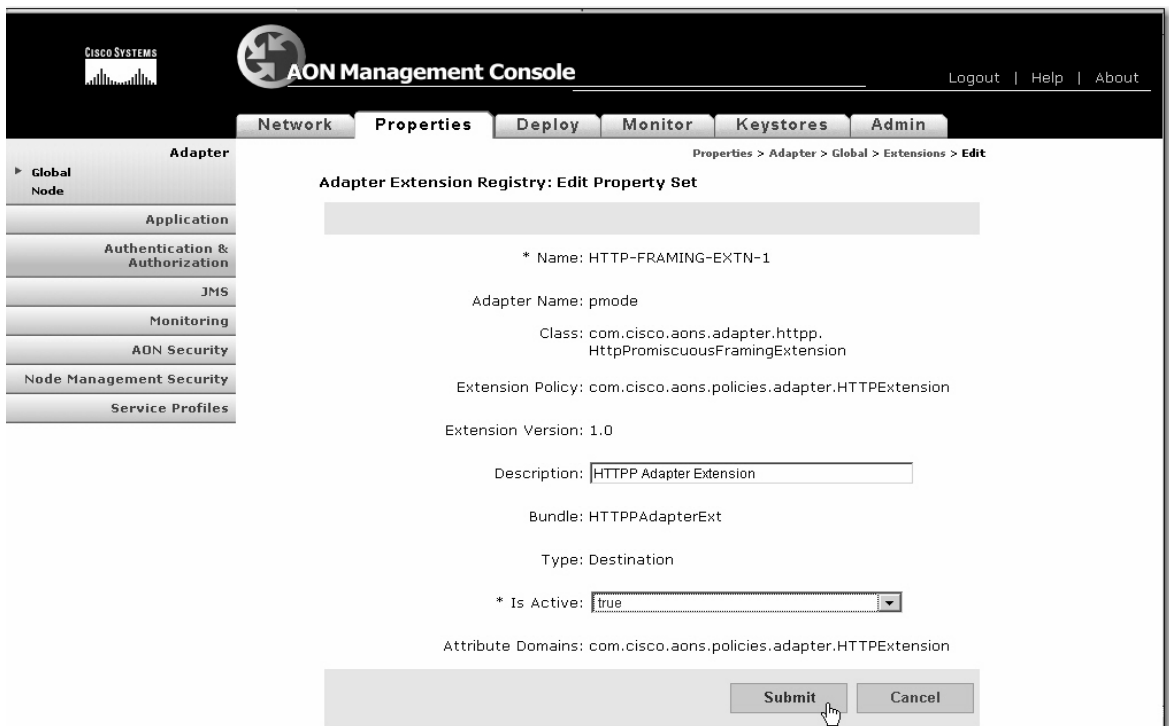 CISCO SYSTEMS
AON Management Console
Logout | Help | About
Network Properties Deploy Monitor Keystores Admin
Adapter
Global
Node
Application
Authentication &
Authorization
JMS
Monitoring
AON Security
Node Management Security
Service Profiles
Properties > Adapter > Global > Extensions > Edit
Adapter Extension Registry: Edit Property Set
* Name: HTTP-FRAMING-EXTN-1
Adapter Name: pmode
Class: com.cisco.aons.adapter.httpp.
HttpPromiscuousFramingExtension
Extension Policy: com.cisco.aons.policies.adapter.HTTPExtension
Extension Version: 1.0
Description: HTTPP Adapter Extension
Bundle: HTTPPAdapterExt
Type: Destination
* Is Active: true
Attribute Domains: com.cisco.aons.policies.adapter.HTTPExtension
Submit Cancel